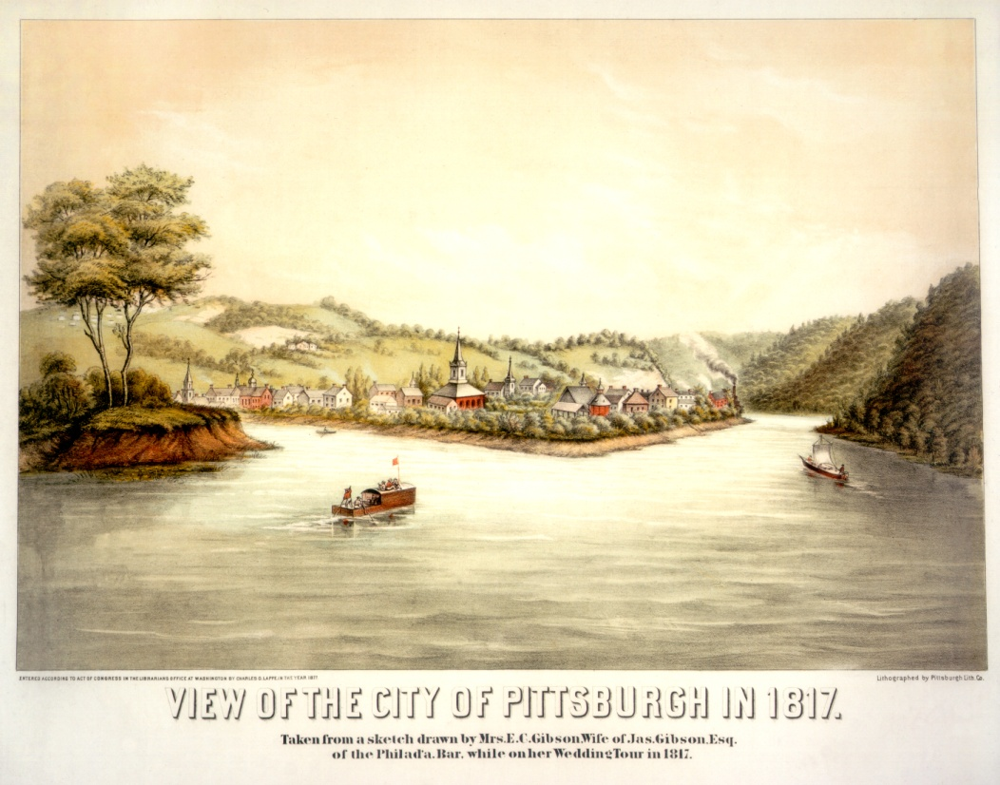 ENTERED ACCORDING TO ACT OF CONGRESS IN THE LIBRARIANS OFFICE AT WASHINGTON BY CHARLES D. LAPPE, IN THE YEAR 1877
Lithographed by Pittsburgh Lith. Co.
VIEW OF THE CITY OF PITTSBURGH IN 1817.
Taken from a sketch drawn by Mrs. E. C. Gibson, Wife of Jas. Gibson, Esq.
of the Philad'a. Bar, while on her Wedding Tour in 1817.